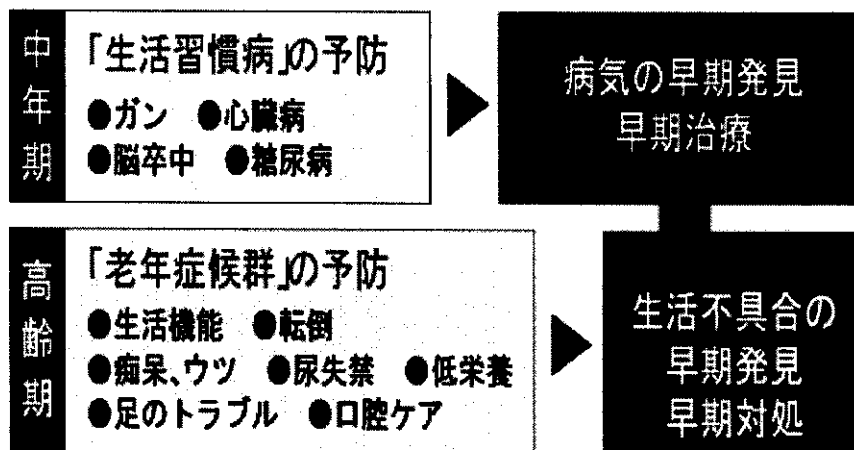 中年期
「生活習慣病」の予防
●ガン ●心臓病
●脳卒中 ●糖尿病
病気の早期発見
早期治療
高齢期
「老年症候群」の予防
●生活機能 ●転倒
●痴呆、ウツ ●尿失禁 ●低栄養
●足のトラブル ●口腔ケア
生活不具合の
早期発見
早期対処